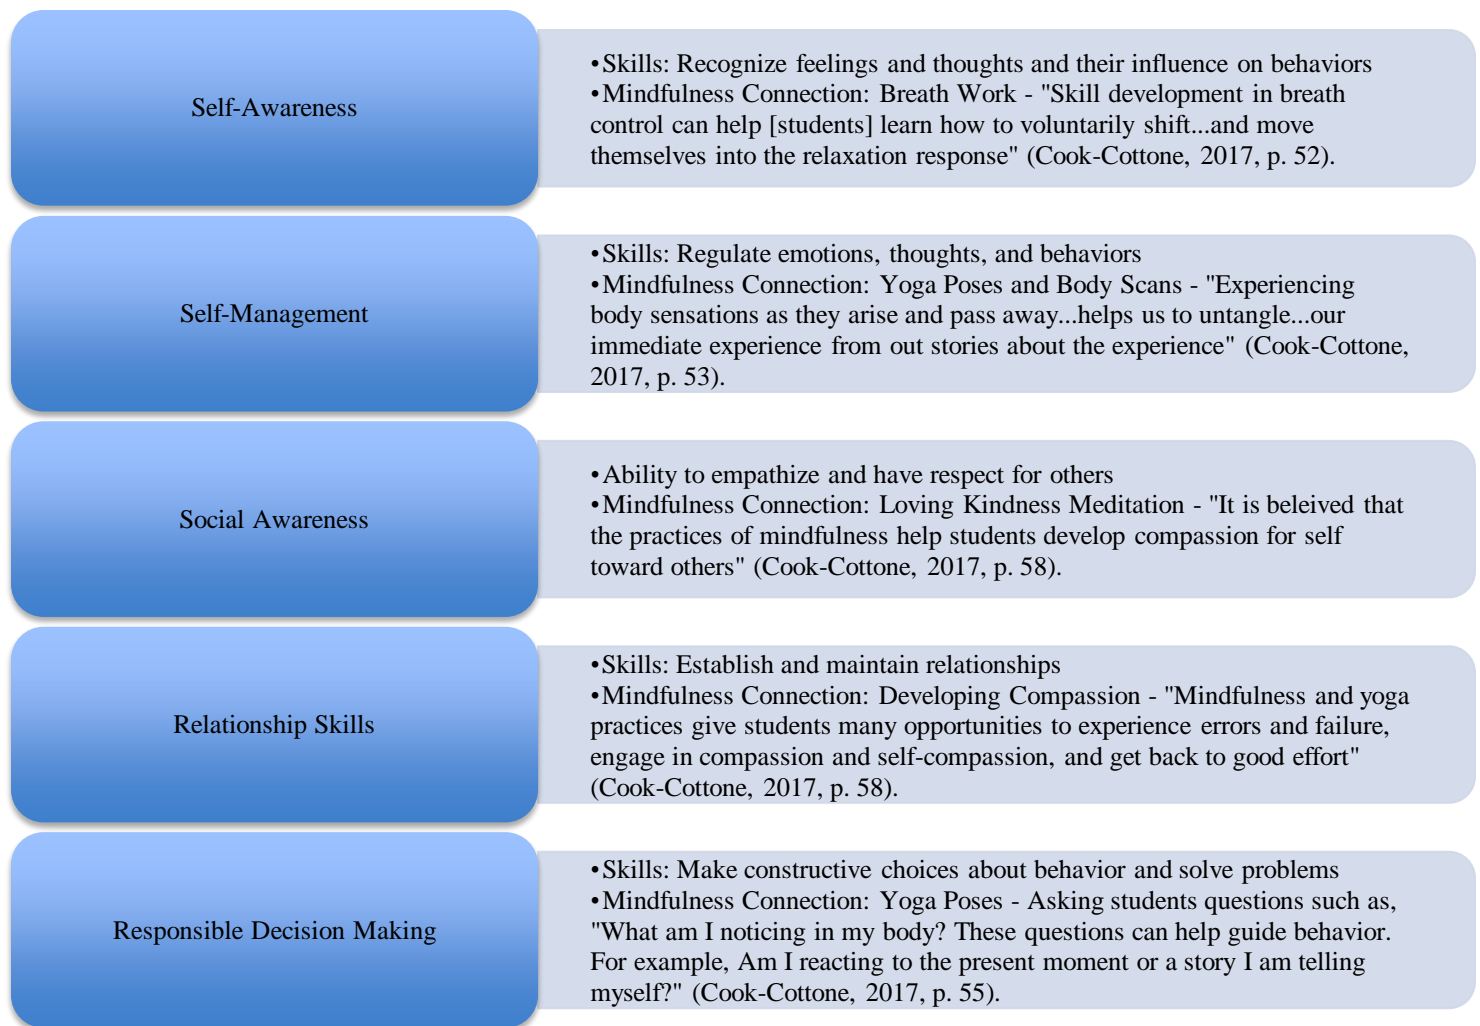 Self-Awareness
•Skills: Recognize feelings and thoughts and their influence on behaviors
•Mindfulness Connection: Breath Work - "Skill development in breath
control can help [students] learn how to voluntarily shift...and move
themselves into the relaxation response" (Cook-Cottone, 2017, p. 52).
Self-Management
•Skills: Regulate emotions, thoughts, and behaviors
•Mindfulness Connection: Yoga Poses and Body Scans - "Experiencing
body sensations as they arise and pass away...helps us to untangle...our
immediate experience from out stories about the experience" (Cook-Cottone,
2017, p. 53).
Social Awareness
•Ability to empathize and have respect for others
•Mindfulness Connection: Loving Kindness Meditation - "It is beleived that
the practices of mindfulness help students develop compassion for self
toward others" (Cook-Cottone, 2017, p. 58).
Relationship Skills
•Skills: Establish and maintain relationships
•Mindfulness Connection: Developing Compassion - "Mindfulness and yoga
practices give students many opportunities to experience errors and failure,
engage in compassion and self-compassion, and get back to good effort"
(Cook-Cottone, 2017, p. 58).
Responsible Decision Making
•Skills: Make constructive choices about behavior and solve problems
•Mindfulness Connection: Yoga Poses - Asking students questions such as,
"What am I noticing in my body? These questions can help guide behavior.
For example, Am I reacting to the present moment or a story I am telling
myself?" (Cook-Cottone, 2017, p. 55).